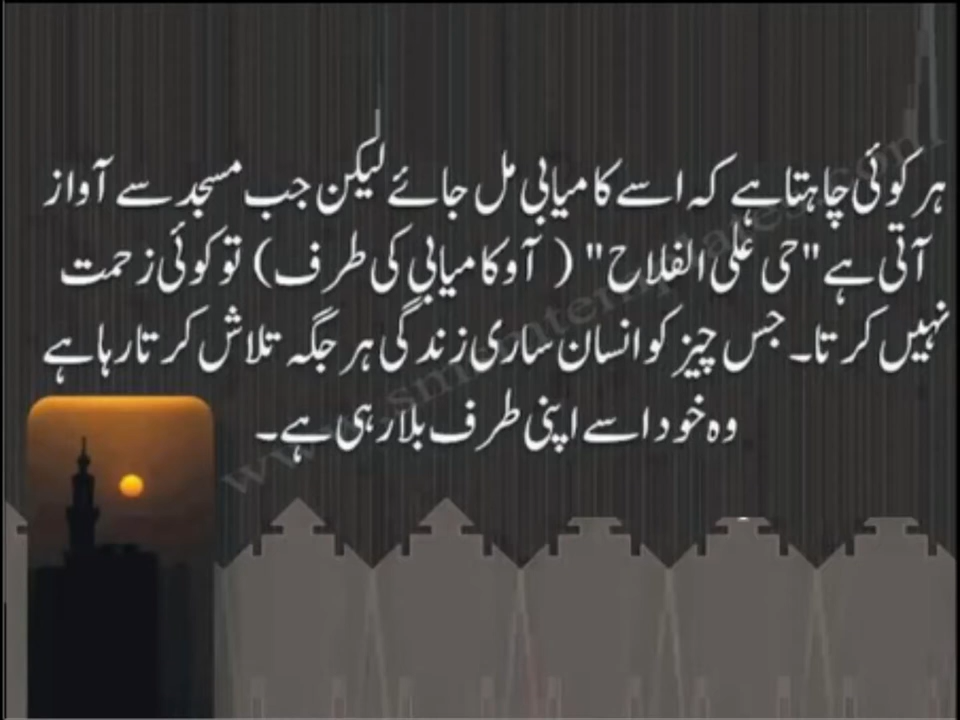 ہر کوئی چاہتا ہے کہ اسے کامیابی مل جائے لیکن جب مسجد سے آواز
آتی ہے "حی علی الفلاح" (آو کامیابی کی طرف) تو کوئی زحمت
نہیں کرتا۔ جس چیز کو انسان ساری زندگی ہر جگہ تلاش کرتا رہا ہے
وہ خود اسے اپنی طرف بلا رہی ہے۔